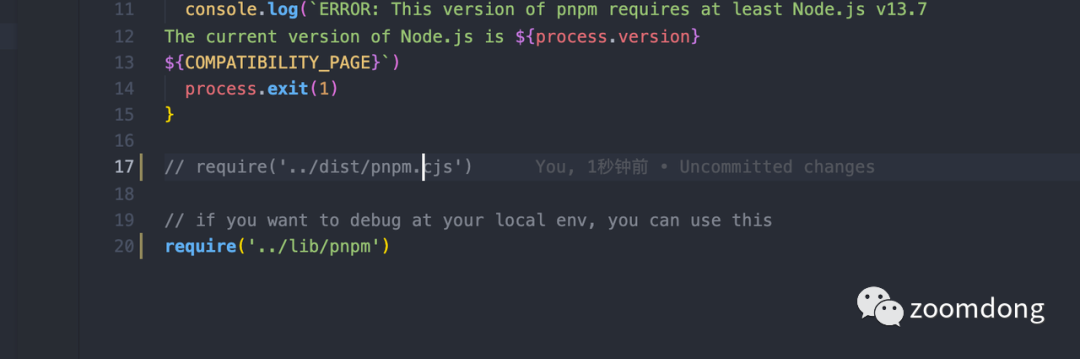 11 console.log(`ERROR: This version of pnpm requires at least Node.js v13.7
12 The current version of Node.js is ${process.version}
13 ${COMPATIBILITY_PAGE}`)
14 process.exit(1)
15 }
16
17 // require('../dist/pnpm.cjs') You, 1秒钟前 • Uncommitted changes
18
19 // if you want to debug at your local env, you can use this
20 require('../lib/pnpm')
zoomdong